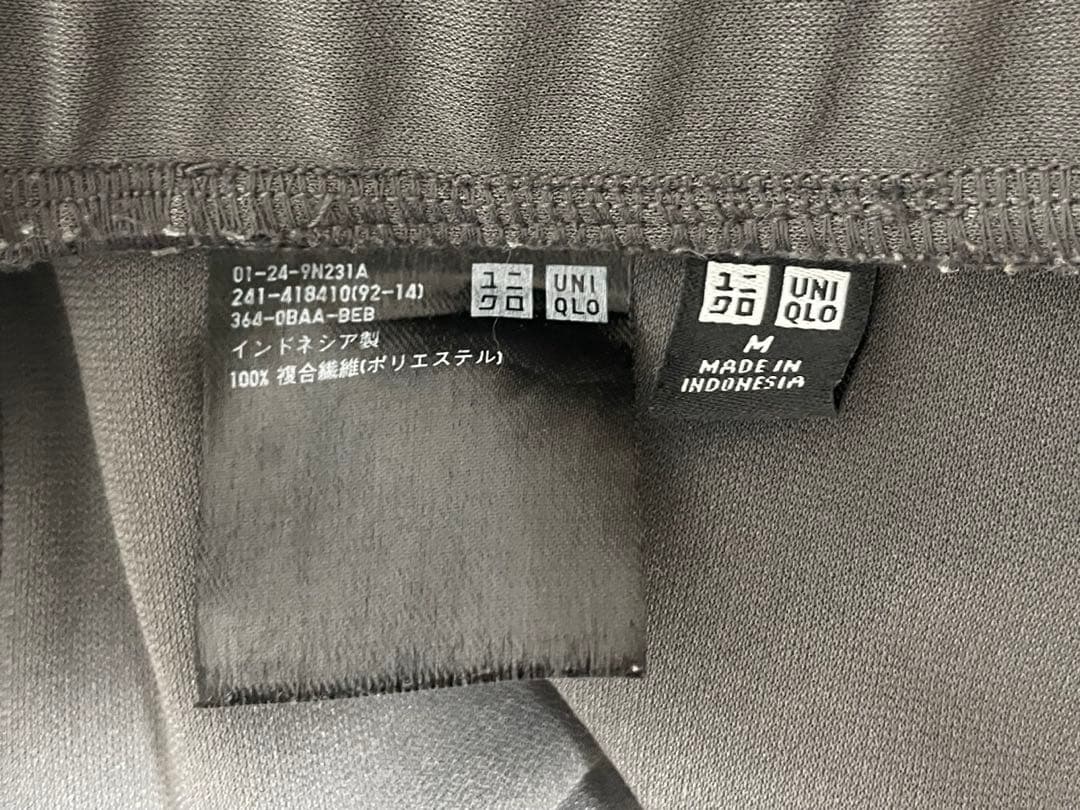 01-24-9N231A
241-418410(92-14)
364-0BAA-BEB
インドネシア製
100% 複合繊維(ポリエステル)
ユニ
クロ
UNI
QLO
ユニ
クロ
UNI
QLO
M
MADE IN
INDONESIA